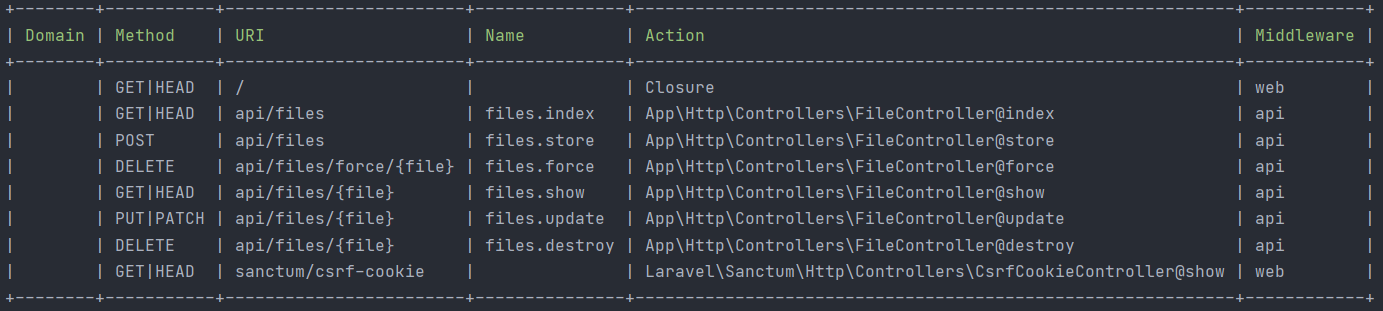 +--------+-----------+------------------------+---------------+------------------------------------------------------------+------------+
| Domain | Method    | URI                    | Name          | Action                                                     | Middleware |
+--------+-----------+------------------------+---------------+------------------------------------------------------------+------------+
|        | GET|HEAD  | /                      |               | Closure                                                    | web        |
|        | GET|HEAD  | api/files              | files.index   | App\Http\Controllers\FileController@index                  | api        |
|        | POST      | api/files              | files.store   | App\Http\Controllers\FileController@store                  | api        |
|        | DELETE    | api/files/force/{file} | files.force   | App\Http\Controllers\FileController@force                  | api        |
|        | GET|HEAD  | api/files/{file}       | files.show    | App\Http\Controllers\FileController@show                   | api        |
|        | PUT|PATCH | api/files/{file}       | files.update  | App\Http\Controllers\FileController@update                 | api        |
|        | DELETE    | api/files/{file}       | files.destroy | App\Http\Controllers\FileController@destroy                | api        |
|        | GET|HEAD  | sanctum/csrf-cookie    |               | Laravel\Sanctum\Http\Controllers\CsrfCookieController@show | web        |
+--------+-----------+------------------------+---------------+------------------------------------------------------------+------------+